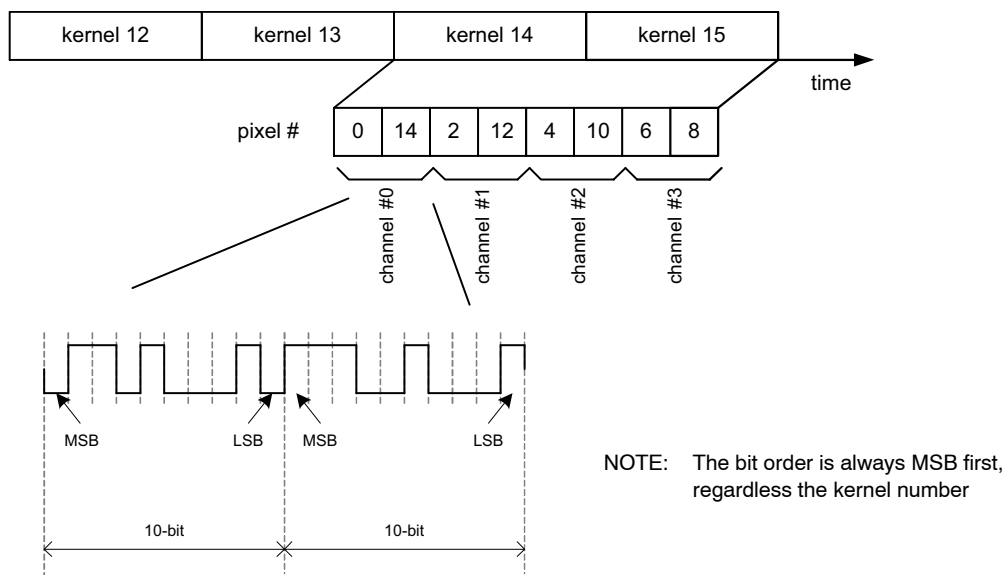 kernel 12 kernel 13 kernel 14 kernel 15
time
pixel # 0 14 2 12 4 10 6 8
channel #0 channel #1 channel #2 channel #3
MSB LSB MSB LSB
NOTE: The bit order is always MSB first,
regardless the kernel number
10-bit 10-bit